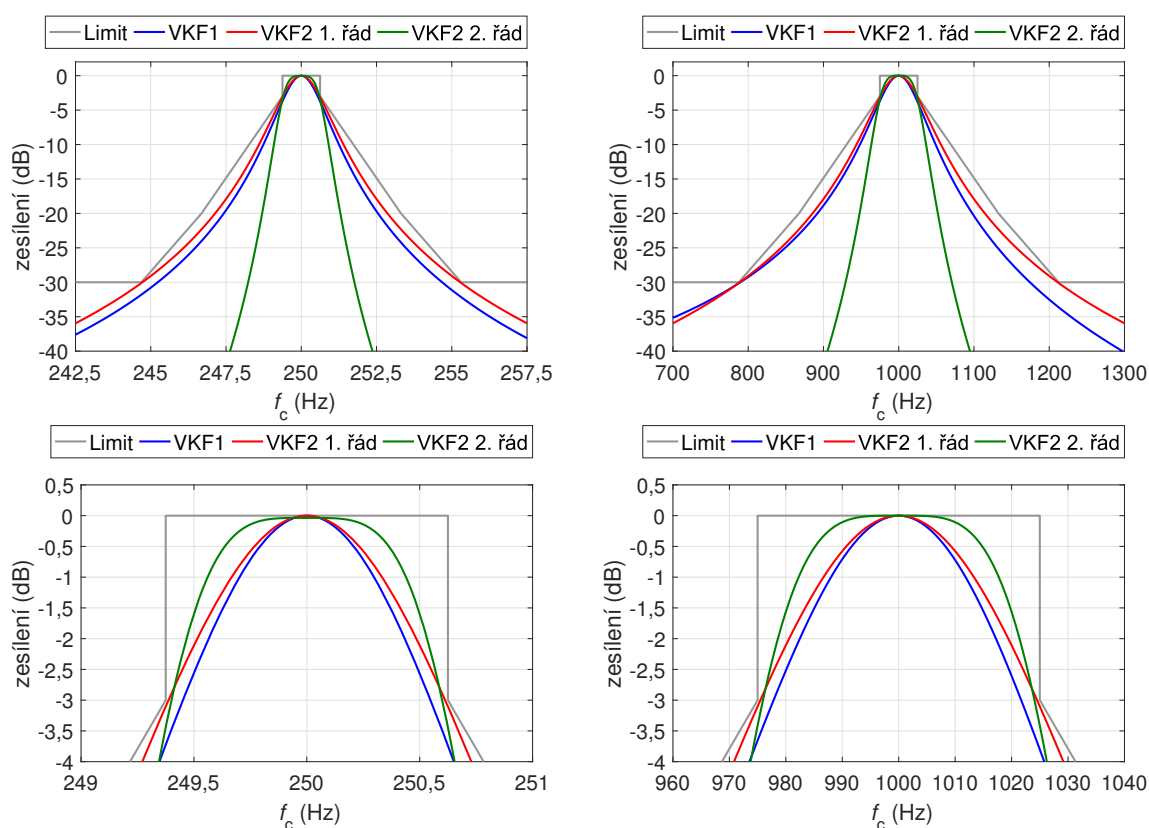 Limit VKF1 VKF2 1. řád VKF2 2. řád
0
-5
-10
-15
-20
-25
-30
-35
-40
zesílení (dB)
242,5 245 247,5 250 252,5 255 257,5
f_c (Hz)
Limit VKF1 VKF2 1. řád VKF2 2. řád
0
-5
-10
-15
-20
-25
-30
-35
-40
zesílení (dB)
700 800 900 1000 1100 1200 1300
f_c (Hz)
Limit VKF1 VKF2 1. řád VKF2 2. řád
0,5
0
-0,5
-1
-1,5
-2
-2,5
-3
-3,5
-4
zesílení (dB)
249 249,5 250 250,5 251
f_c (Hz)
Limit VKF1 VKF2 1. řád VKF2 2. řád
0,5
0
-0,5
-1
-1,5
-2
-2,5
-3
-3,5
-4
zesílení (dB)
960 970 980 990 1000 1010 1020 1030 1040
f_c (Hz)